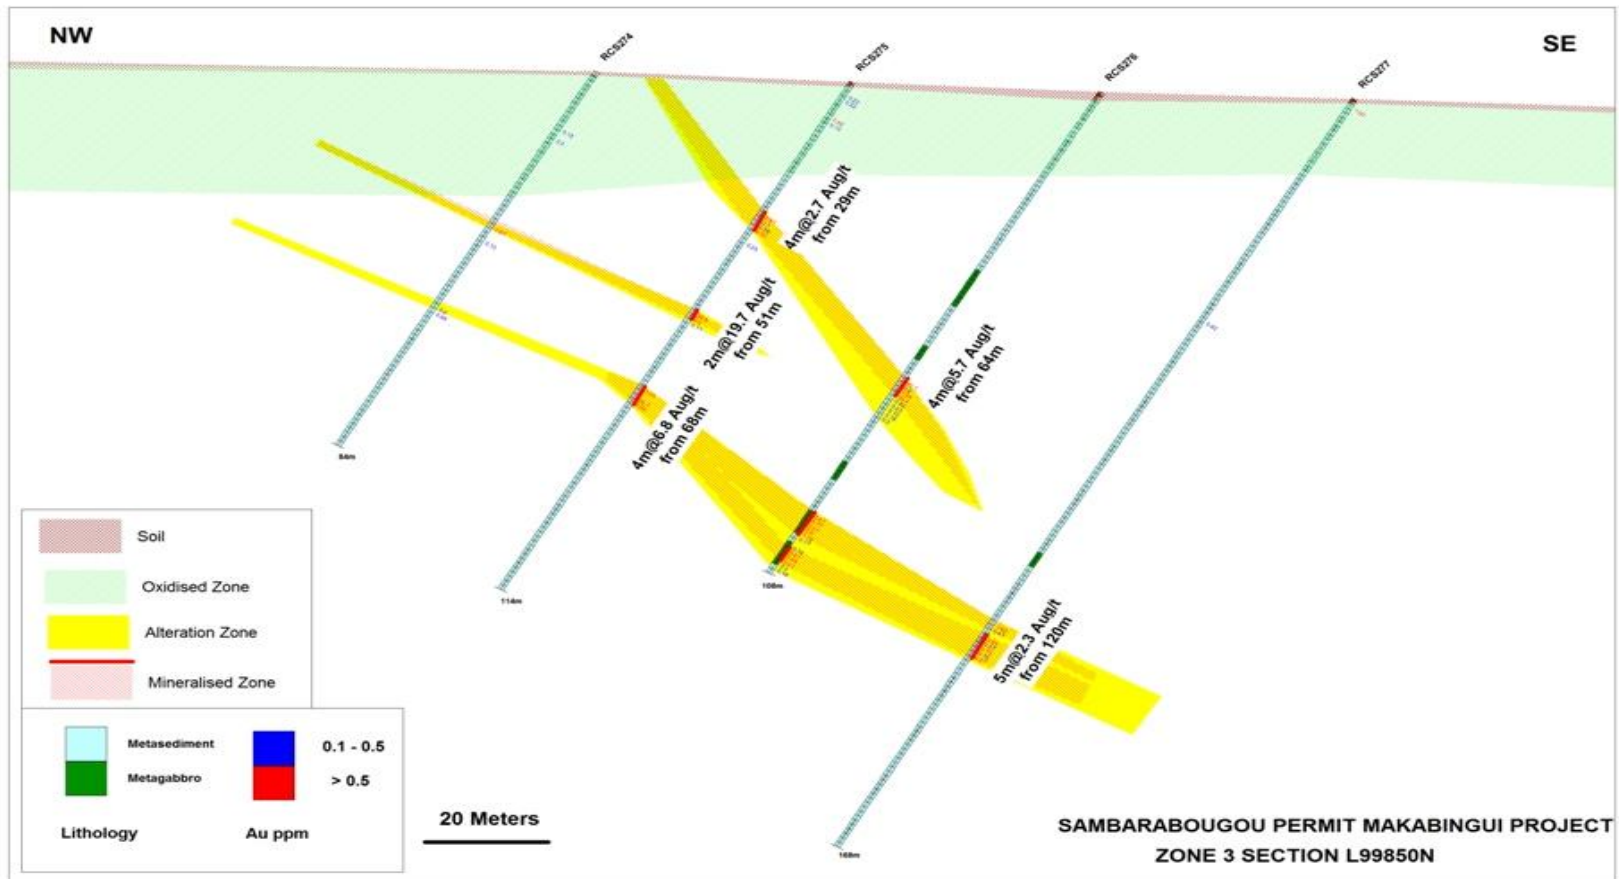 NW
SE
RCS274
RCS275
RCS276
RCS277
4m@2.7 Aug/t
from 29m
2m@19.7 Aug/t
from 51m
4m@5.7 Aug/t
from 64m
4m@6.8 Aug/t
from 68m
5m@2.3 Aug/t
from 120m
84m
114m
108m
168m
Soil
Oxidised Zone
Alteration Zone
Mineralised Zone
Metasediment
Metagabbro
0.1 - 0.5
> 0.5
Lithology
Au ppm
20 Meters
SAMBARABOUGOU PERMIT MAKABINGUI PROJECT
ZONE 3 SECTION L99850N